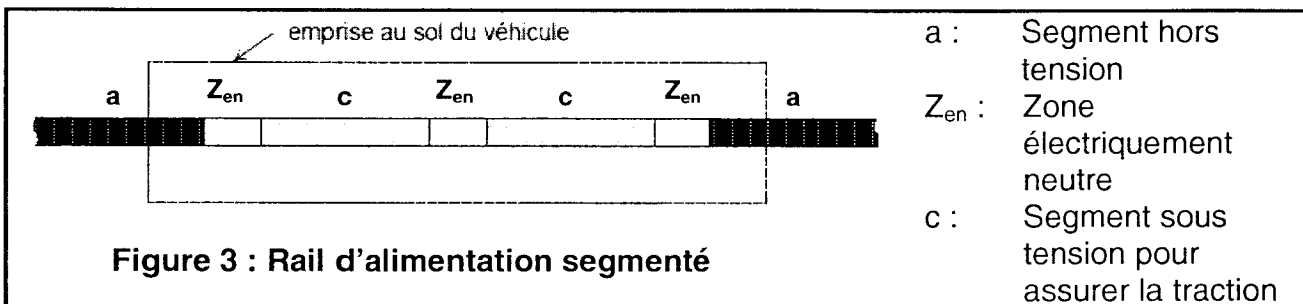 emprise au sol du véhicule
a Zen c Zen c Zen a
Figure 3 : Rail d'alimentation segmenté
a : Segment hors
tension
Zen : Zone
électriquement
neutre
c : Segment sous
tension pour
assurer la traction